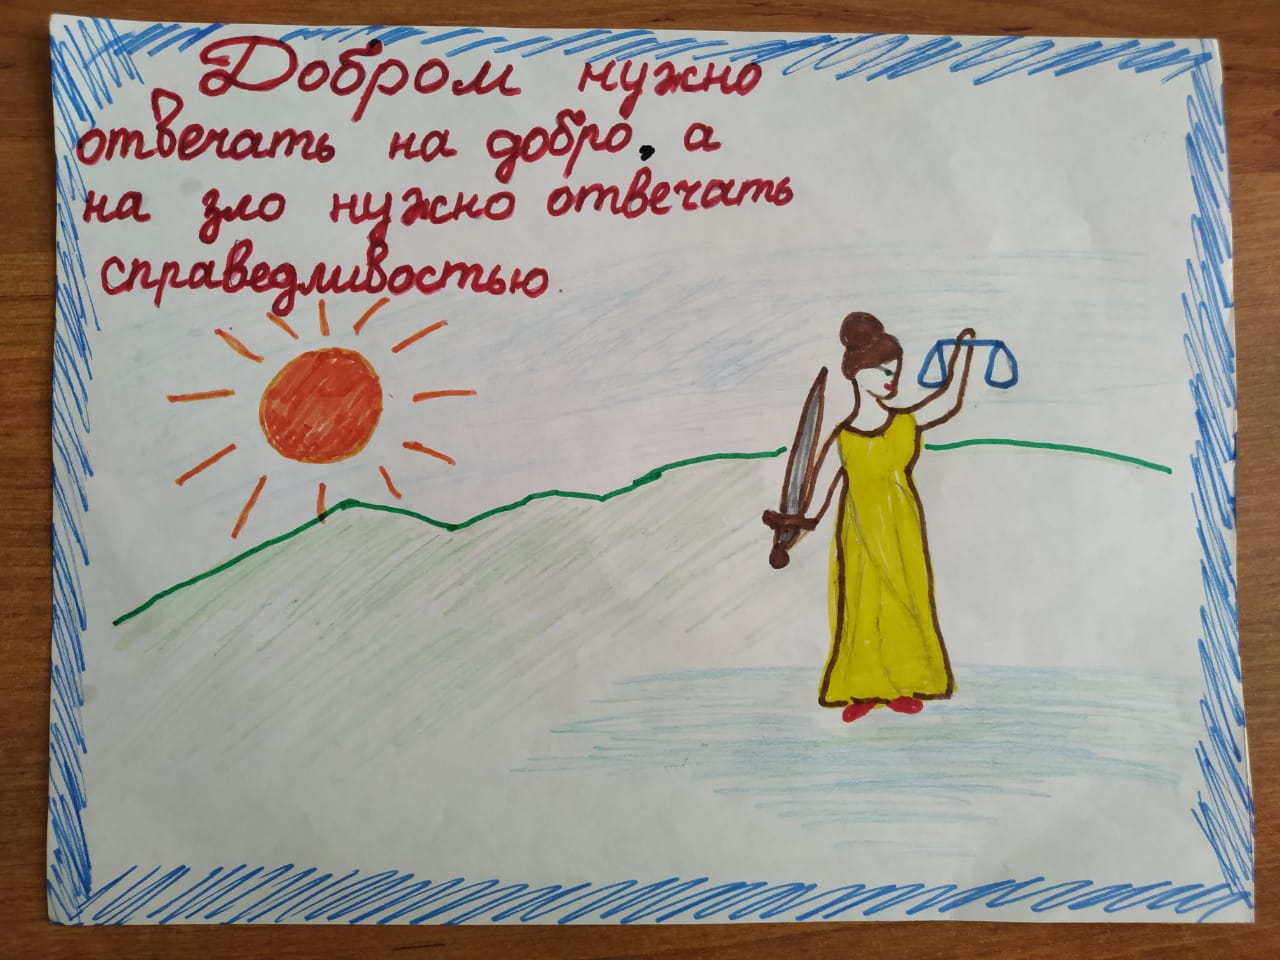 Добром нужно
отвечать на добро, а
на зло нужно отвечать
справедливостью.